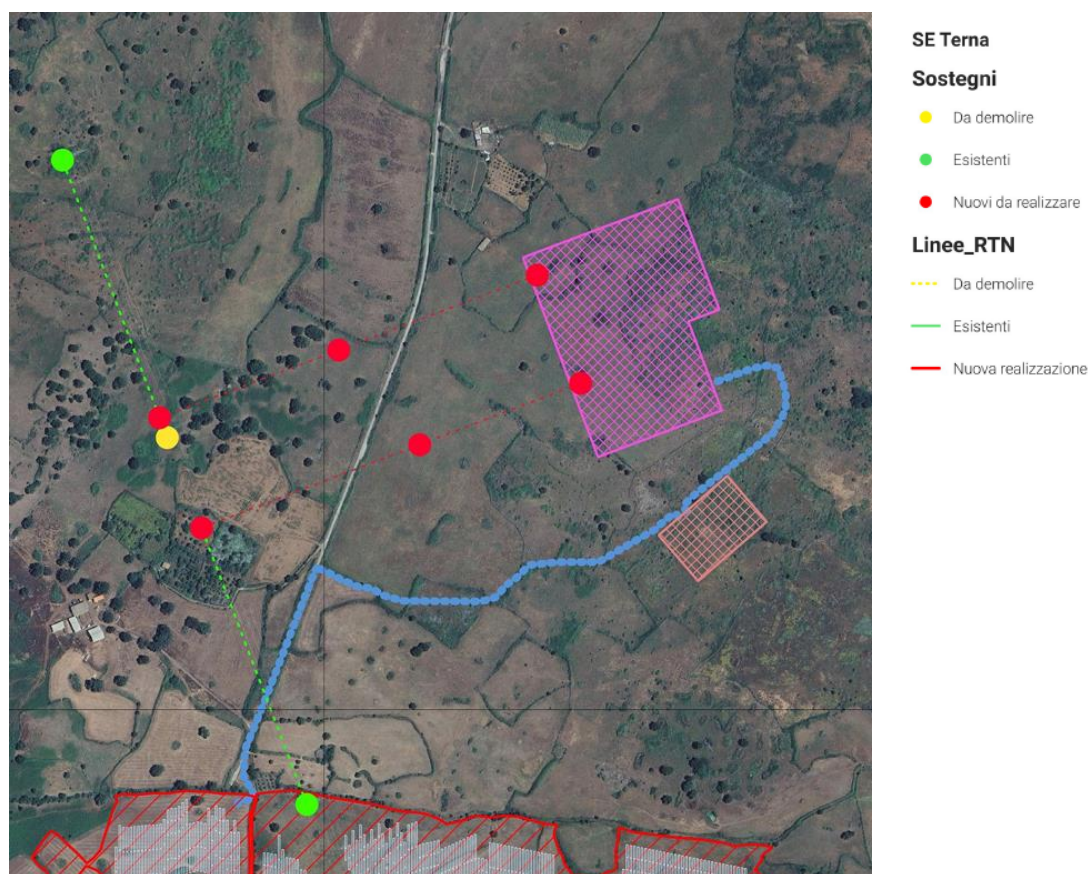 SE Terna
Sostegni
Da demolire
Esistenti
Nuovi da realizzare
Linee_RTN
Da demolire
Esistenti
Nuova realizzazione